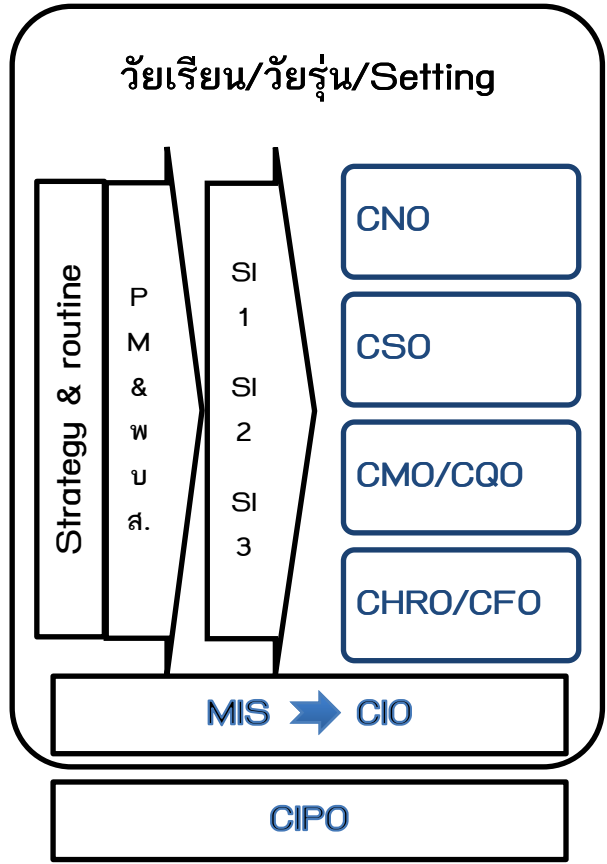 วัยเรียน/วัยรุ่น/Setting
Strategy & routine
P
M
&
พ
บ
ส.
SI
1
SI
2
SI
3
CNO
CSO
CMO/CQO
CHRO/CFO
MIS CIO
CIPO